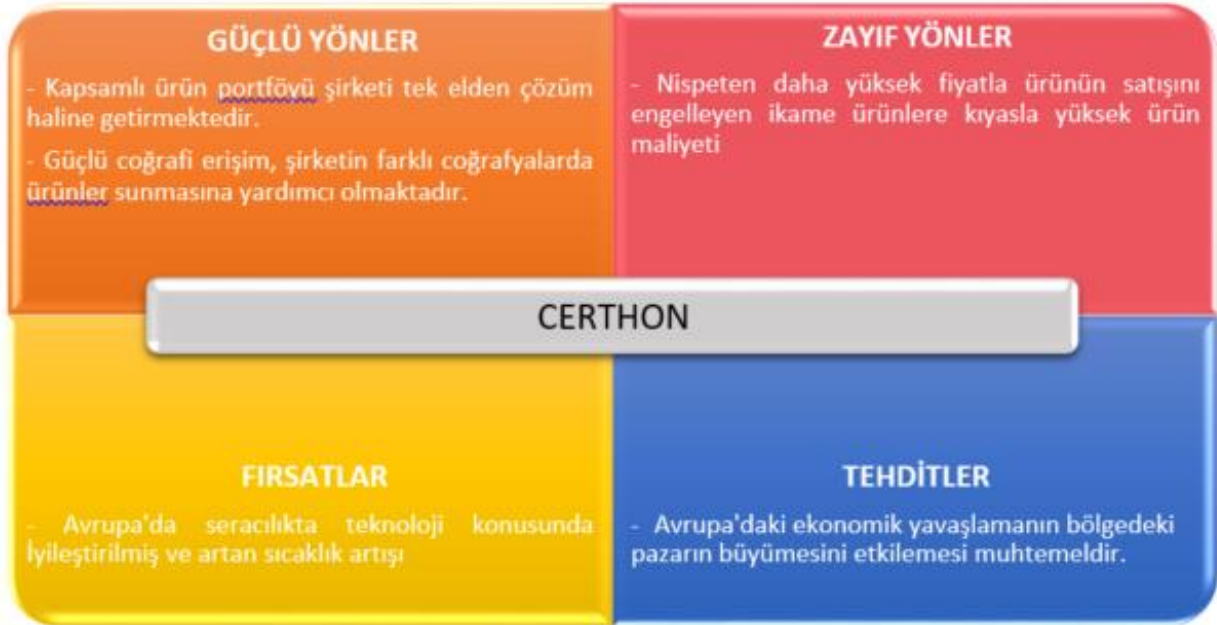 GÜÇLÜ YÖNLER
- Kapsamlı ürün portföyü şirketi tek elden çözüm
haline getirmektedir.
- Güçlü coğrafi erişim, şirketin farklı coğrafyalarda
ürünler sunmasına yardımcı olmaktadır.
ZAYIF YÖNLER
- Nispeten daha yüksek fiyatla ürünün satışını
engelleyen ikame ürünlere kıyasla yüksek ürün
maliyeti
CERTHON
FIRSATLAR
- Avrupa'da seracılıkta teknoloji konusunda
İyileştirilmiş ve artan sıcaklık artışı
TEHDİTLER
- Avrupa'daki ekonomik yavaşlamanın bölgedeki
pazarın büyümesini etkilemesi muhtemeldir.